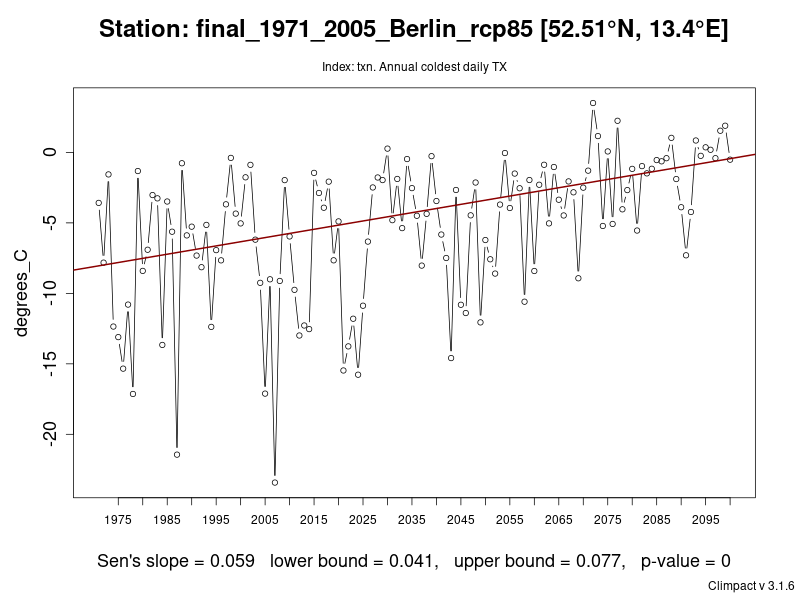 Station: final_1971_2005_Berlin_rcp85 [52.51°N, 13.4°E]
Index: txn. Annual coldest daily TX
degrees_C
0
-5
-10
-15
-20
1975 1985 1995 2005 2015 2025 2035 2045 2055 2065 2075 2085 2095
Sen's slope = 0.059 lower bound = 0.041, upper bound = 0.077, p-value = 0
Climpact v 3.1.6